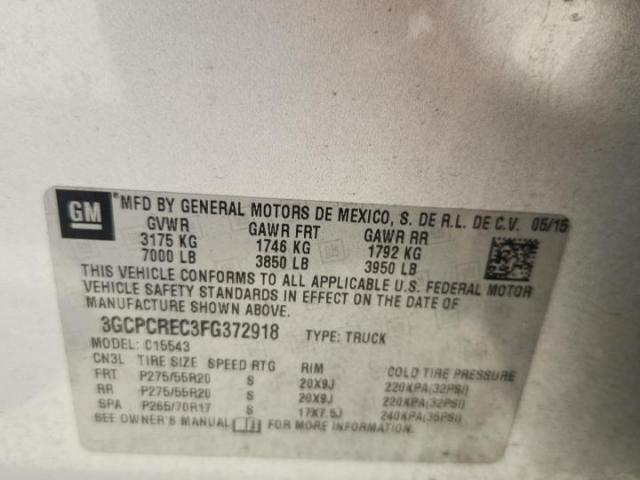 GM
MFD BY GENERAL MOTORS DE MEXICO, S. DE R.L. DE C.V. 05/15
GVWR GAWR FRT GAWR RR
3175 KG 1746 KG 1792 KG
7000 LB 3850 LB 3950 LB
THIS VEHICLE CONFORMS TO ALL APPLICABLE U.S. FEDERAL MOTOR
VEHICLE SAFETY STANDARDS IN EFFECT ON THE DATE OF
MANUFACTURE SHOWN ABOVE.
3GCPCREC3FG372918 TYPE: TRUCK
MODEL: C15543
CN3L TIRE SIZE SPEED RTG RIM COLD TIRE PRESSURE
FRT P275/55R20 S 20X9J 220KPA(32PSI)
RR P275/55R20 S 20X9J 220KPA(32PSI)
SPA P265/70R17 S 17X7.5J 240KPA(35PSI)
SEE OWNER'S MANUAL FOR MORE INFORMATION.